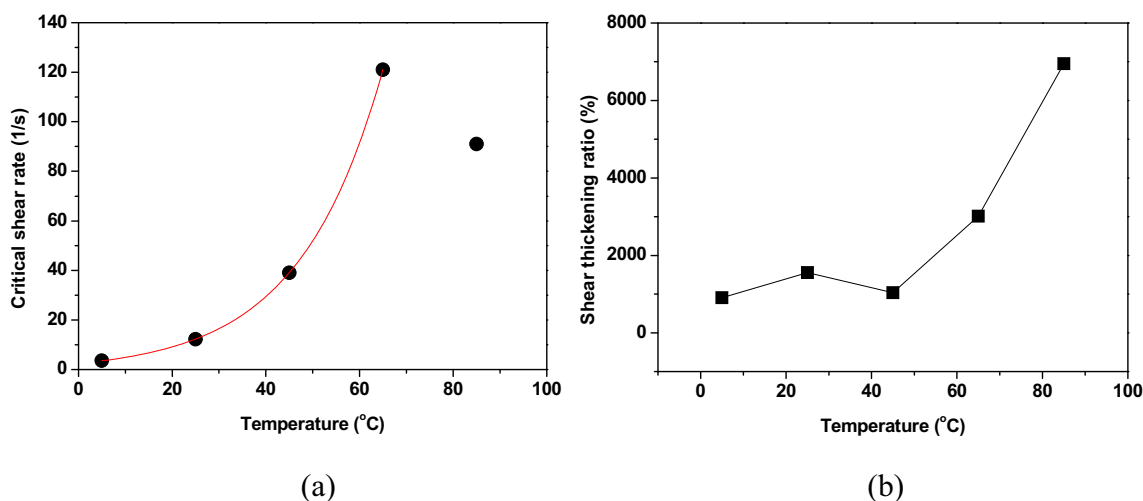 140
120
100
80
60
40
20
0
Critical shear rate (1/s)
0 20 40 60 80 100
Temperature (°C)
(a)
8000
6000
4000
2000
0
Shear thickening ratio (%)
0 20 40 60 80 100
Temperature (°C)
(b)